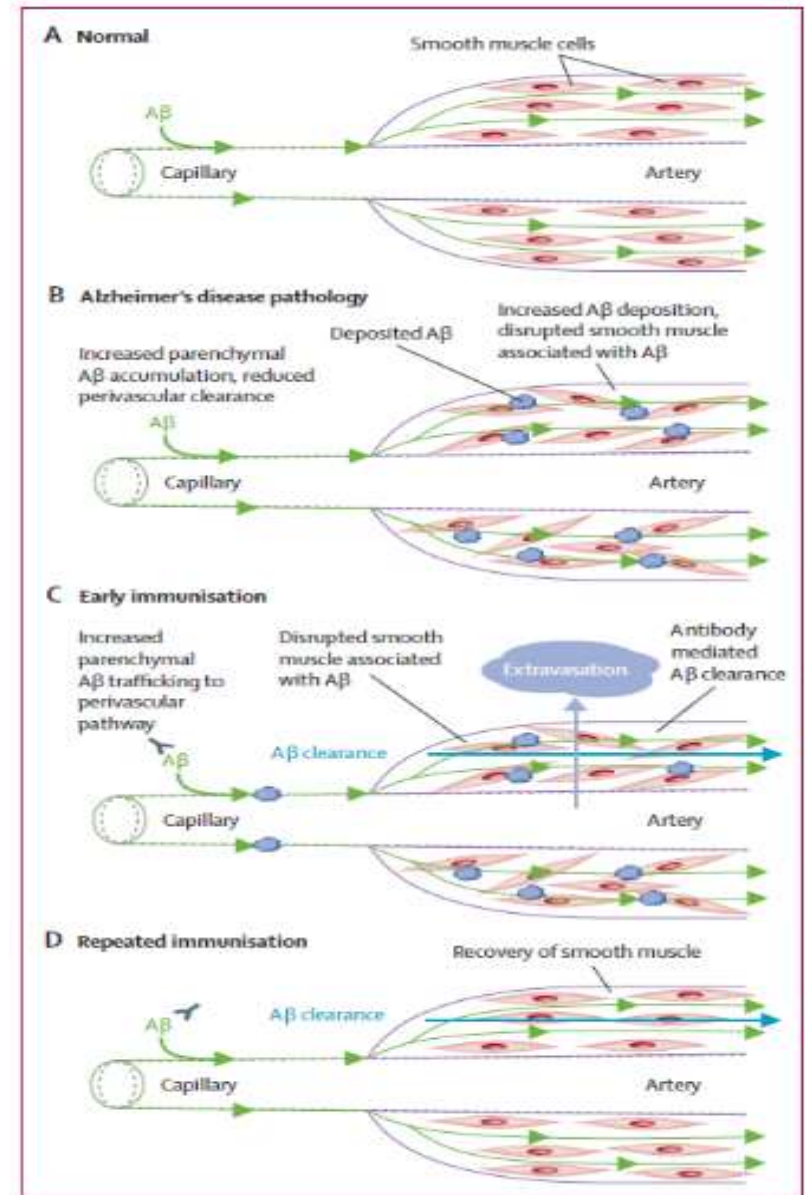 A Normal
Smooth muscle cells
Aβ
Capillary
Artery
B Alzheimer's disease pathology
Increased parenchymal
Aβ accumulation, reduced
perivascular clearance
Deposited Aβ
Increased Aβ deposition,
disrupted smooth muscle
associated with Aβ
Aβ
Capillary
Artery
C Early immunisation
Increased
parenchymal
Aβ trafficking to
perivascular
pathway
Disrupted smooth
muscle associated
with Aβ
Extravasation
Antibody
mediated
Aβ clearance
Aβ
Aβ clearance
Capillary
Artery
D Repeated immunisation
Recovery of smooth muscle
Aβ
Aβ clearance
Capillary
Artery